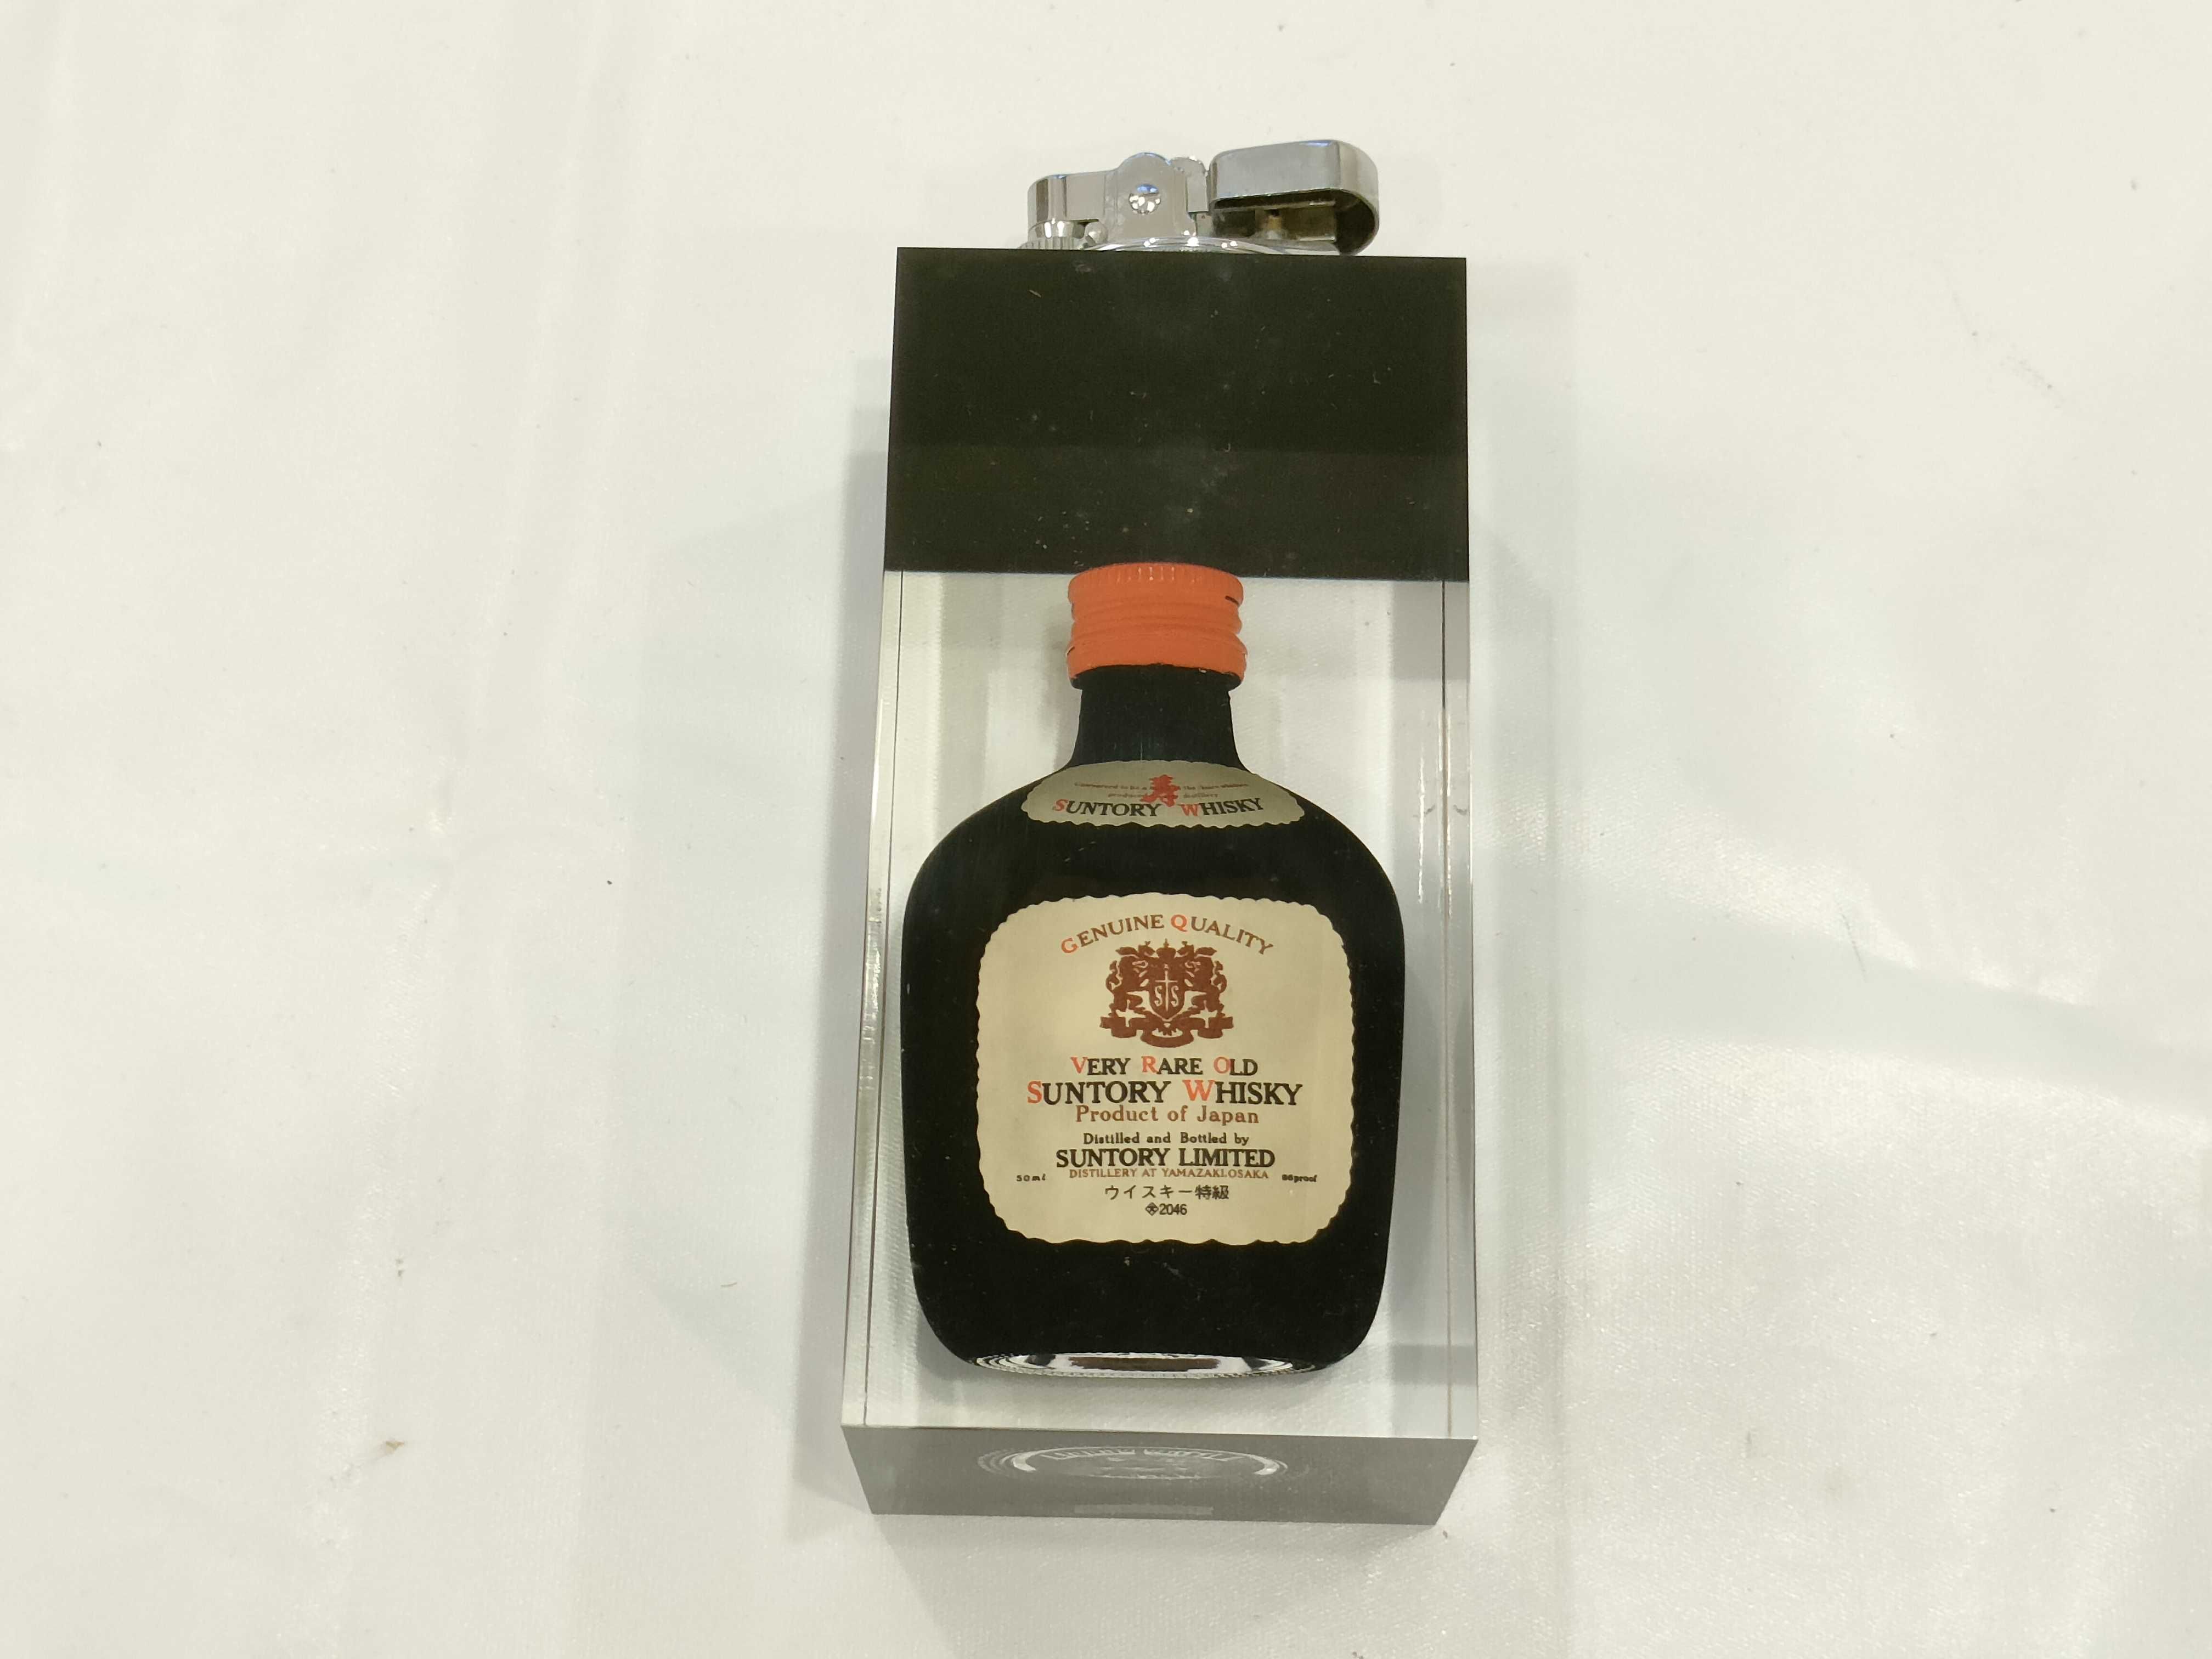 寿
SUNTORY WHISKY
GENUINE QUALITY
STS
VERY RARE OLD
SUNTORY WHISKY
Product of Japan
Distilled and Bottled by
SUNTORY LIMITED
50ml DISTILLERY AT YAMAZAKI.OSAKA 86proof
ウイスキー特級
2046